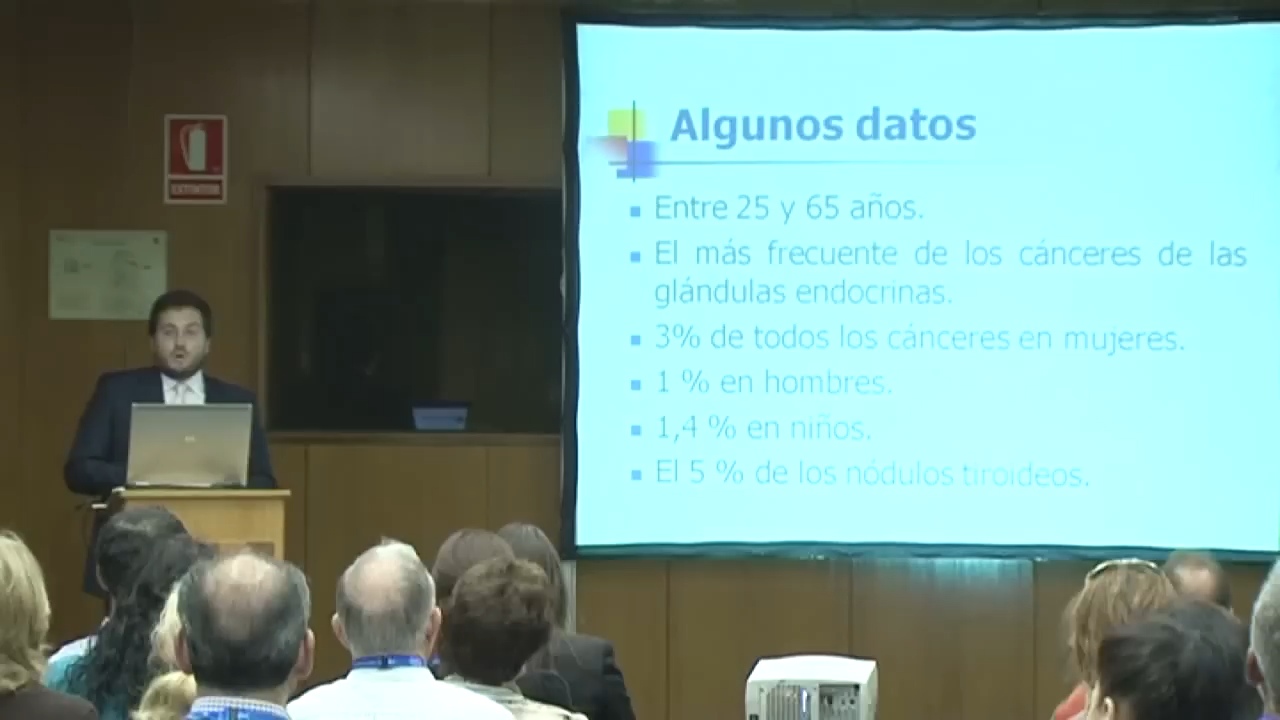 EXTINTOR
Algunos datos
Entre 25 y 65 años.
El más frecuente de los cánceres de las
glándulas endocrinas.
3% de todos los cánceres en mujeres.
1 % en hombres.
1,4 % en niños.
El 5 % de los nódulos tiroideos.